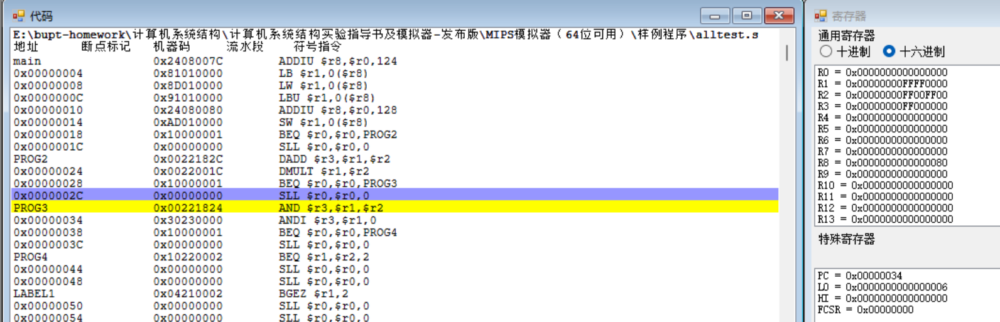 代码
E:\bupt-homework\计算机系统结构\计算机系统结构实验指导书及模拟器-发布版\MIPS模拟器（64位可用）\样例程序\alltest.s
地址 断点标记 机器码 流水段 符号指令
main 0x2408007C ADDIU $r8,$r0,124
0x00000004 0x81010000 LB $r1,0($r8)
0x00000008 0x8D010000 LW $r1,0($r8)
0x0000000C 0x91010000 LBU $r1,0($r8)
0x00000010 0x24080080 ADDIU $r8,$r0,128
0x00000014 0xAD010000 SW $r1,0($r8)
0x00000018 0x10000001 BEQ $r0,$r0,PROG2
0x0000001C 0x00000000 SLL $r0,$r0,0
PROG2 0x0022182C DADD $r3,$r1,$r2
0x00000024 0x0022001C DMULT $r1,$r2
0x00000028 0x10000001 BEQ $r0,$r0,PROG3
0x0000002C 0x00000000 SLL $r0,$r0,0
PROG3 0x00221824 AND $r3,$r1,$r2
0x00000034 0x30230000 ANDI $r3,$r1,0
0x00000038 0x10000001 BEQ $r0,$r0,PROG4
0x0000003C 0x00000000 SLL $r0,$r0,0
PROG4 0x10220002 BEQ $r1,$r2,2
0x00000044 0x00000000 SLL $r0,$r0,0
0x00000048 0x00000000 SLL $r0,$r0,0
LABEL1 0x04210002 BGEZ $r1,2
0x00000050 0x00000000 SLL $r0,$r0,0
0x00000054 0x00000000 SLL $r0,$r0,0
寄存器
通用寄存器
十进制 十六进制
R0 = 0x0000000000000000
R1 = 0x00000000FFFF0000
R2 = 0x00000000FF00FF00
R3 = 0x00000000FF000000
R4 = 0x0000000000000000
R5 = 0x0000000000000000
R6 = 0x0000000000000000
R7 = 0x0000000000000000
R8 = 0x0000000000000080
R9 = 0x0000000000000000
R10 = 0x0000000000000000
R11 = 0x0000000000000000
R12 = 0x0000000000000000
R13 = 0x0000000000000000
特殊寄存器
PC = 0x00000034
LO = 0x0000000000000006
HI = 0x0000000000000000
FCSR = 0x00000000